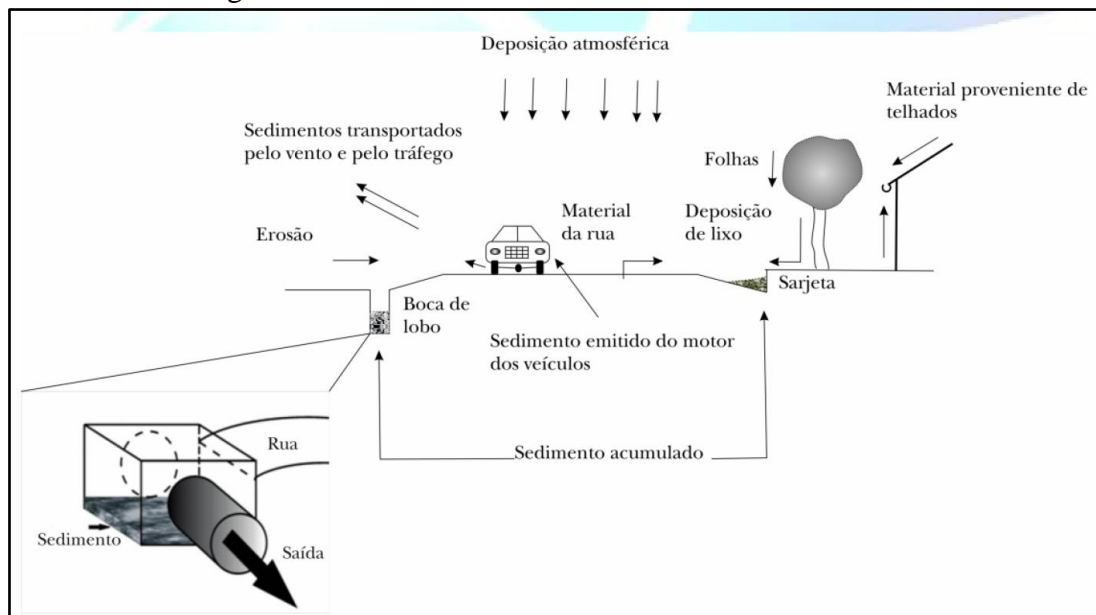 Deposição atmosférica
Material proveniente de
telhados
Sedimentos transportados
pelo vento e pelo tráfego
Folhas
Erosão
Material
da rua
Deposição
de lixo
Sarjeta
Boca de
lobo
Sedimento emitido do motor
dos veículos
Sedimento acumulado
Rua
Sedimento
Saída